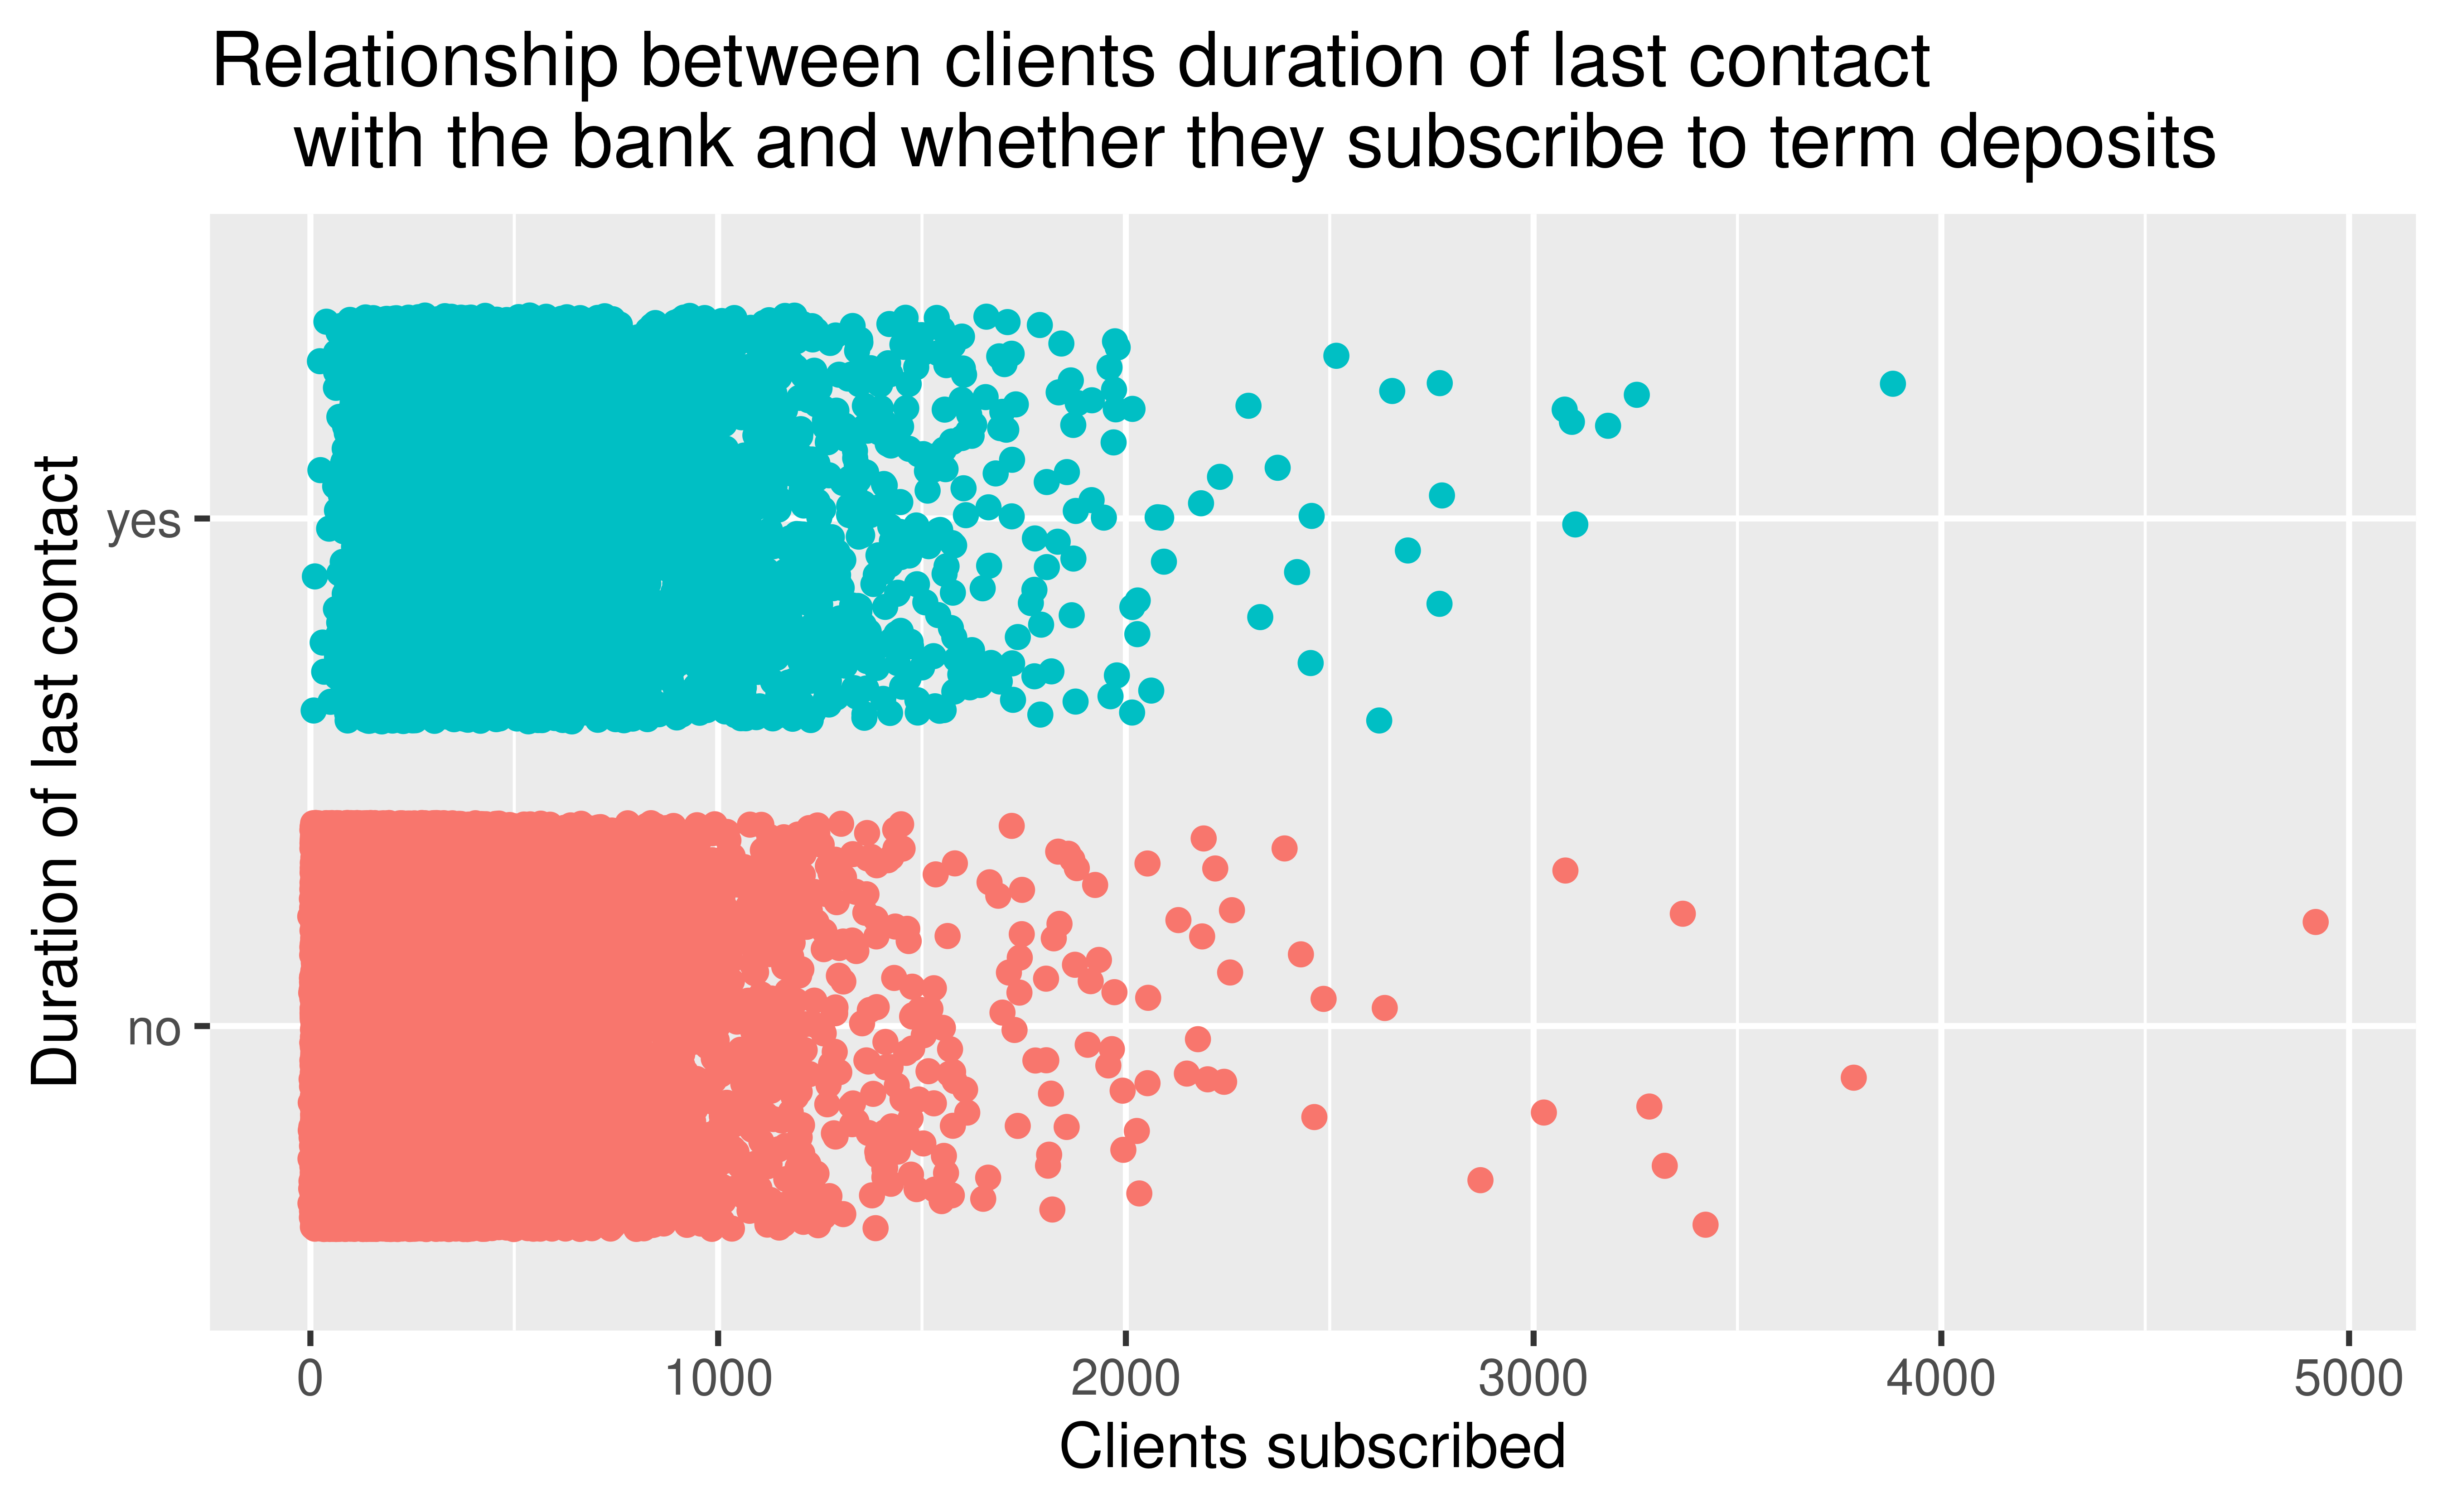 Relationship between clients duration of last contact
with the bank and whether they subscribe to term deposits
Duration of last contact
yes
no
0 1000 2000 3000 4000 5000
Clients subscribed